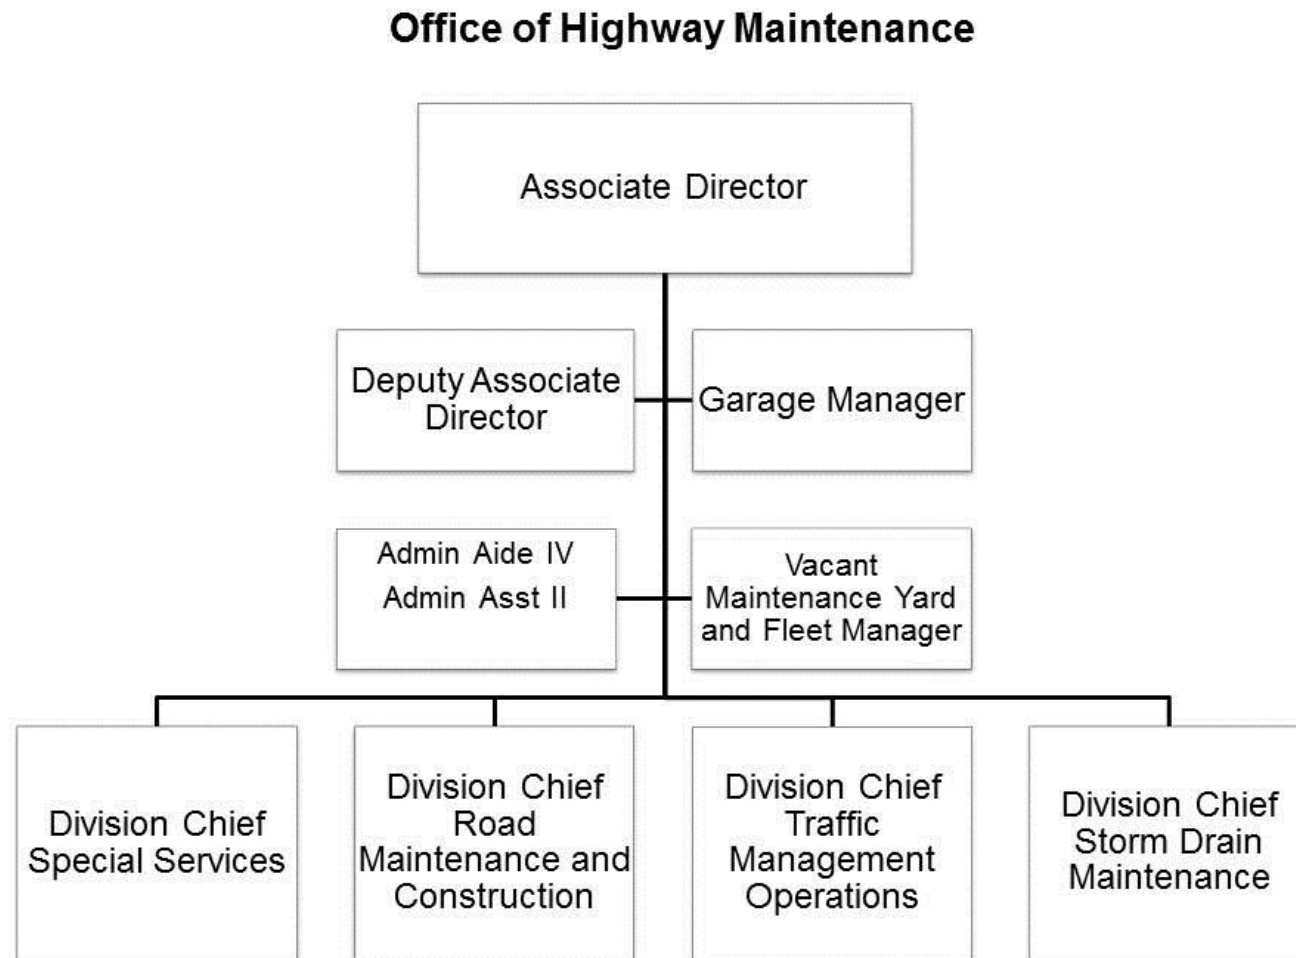 Office of Highway Maintenance
Associate Director
Deputy Associate
Director
Garage Manager
Admin Aide IV
Admin Asst II
Vacant
Maintenance Yard
and Fleet Manager
Division Chief
Special Services
Division Chief
Road
Maintenance and
Construction
Division Chief
Traffic
Management
Operations
Division Chief
Storm Drain
Maintenance